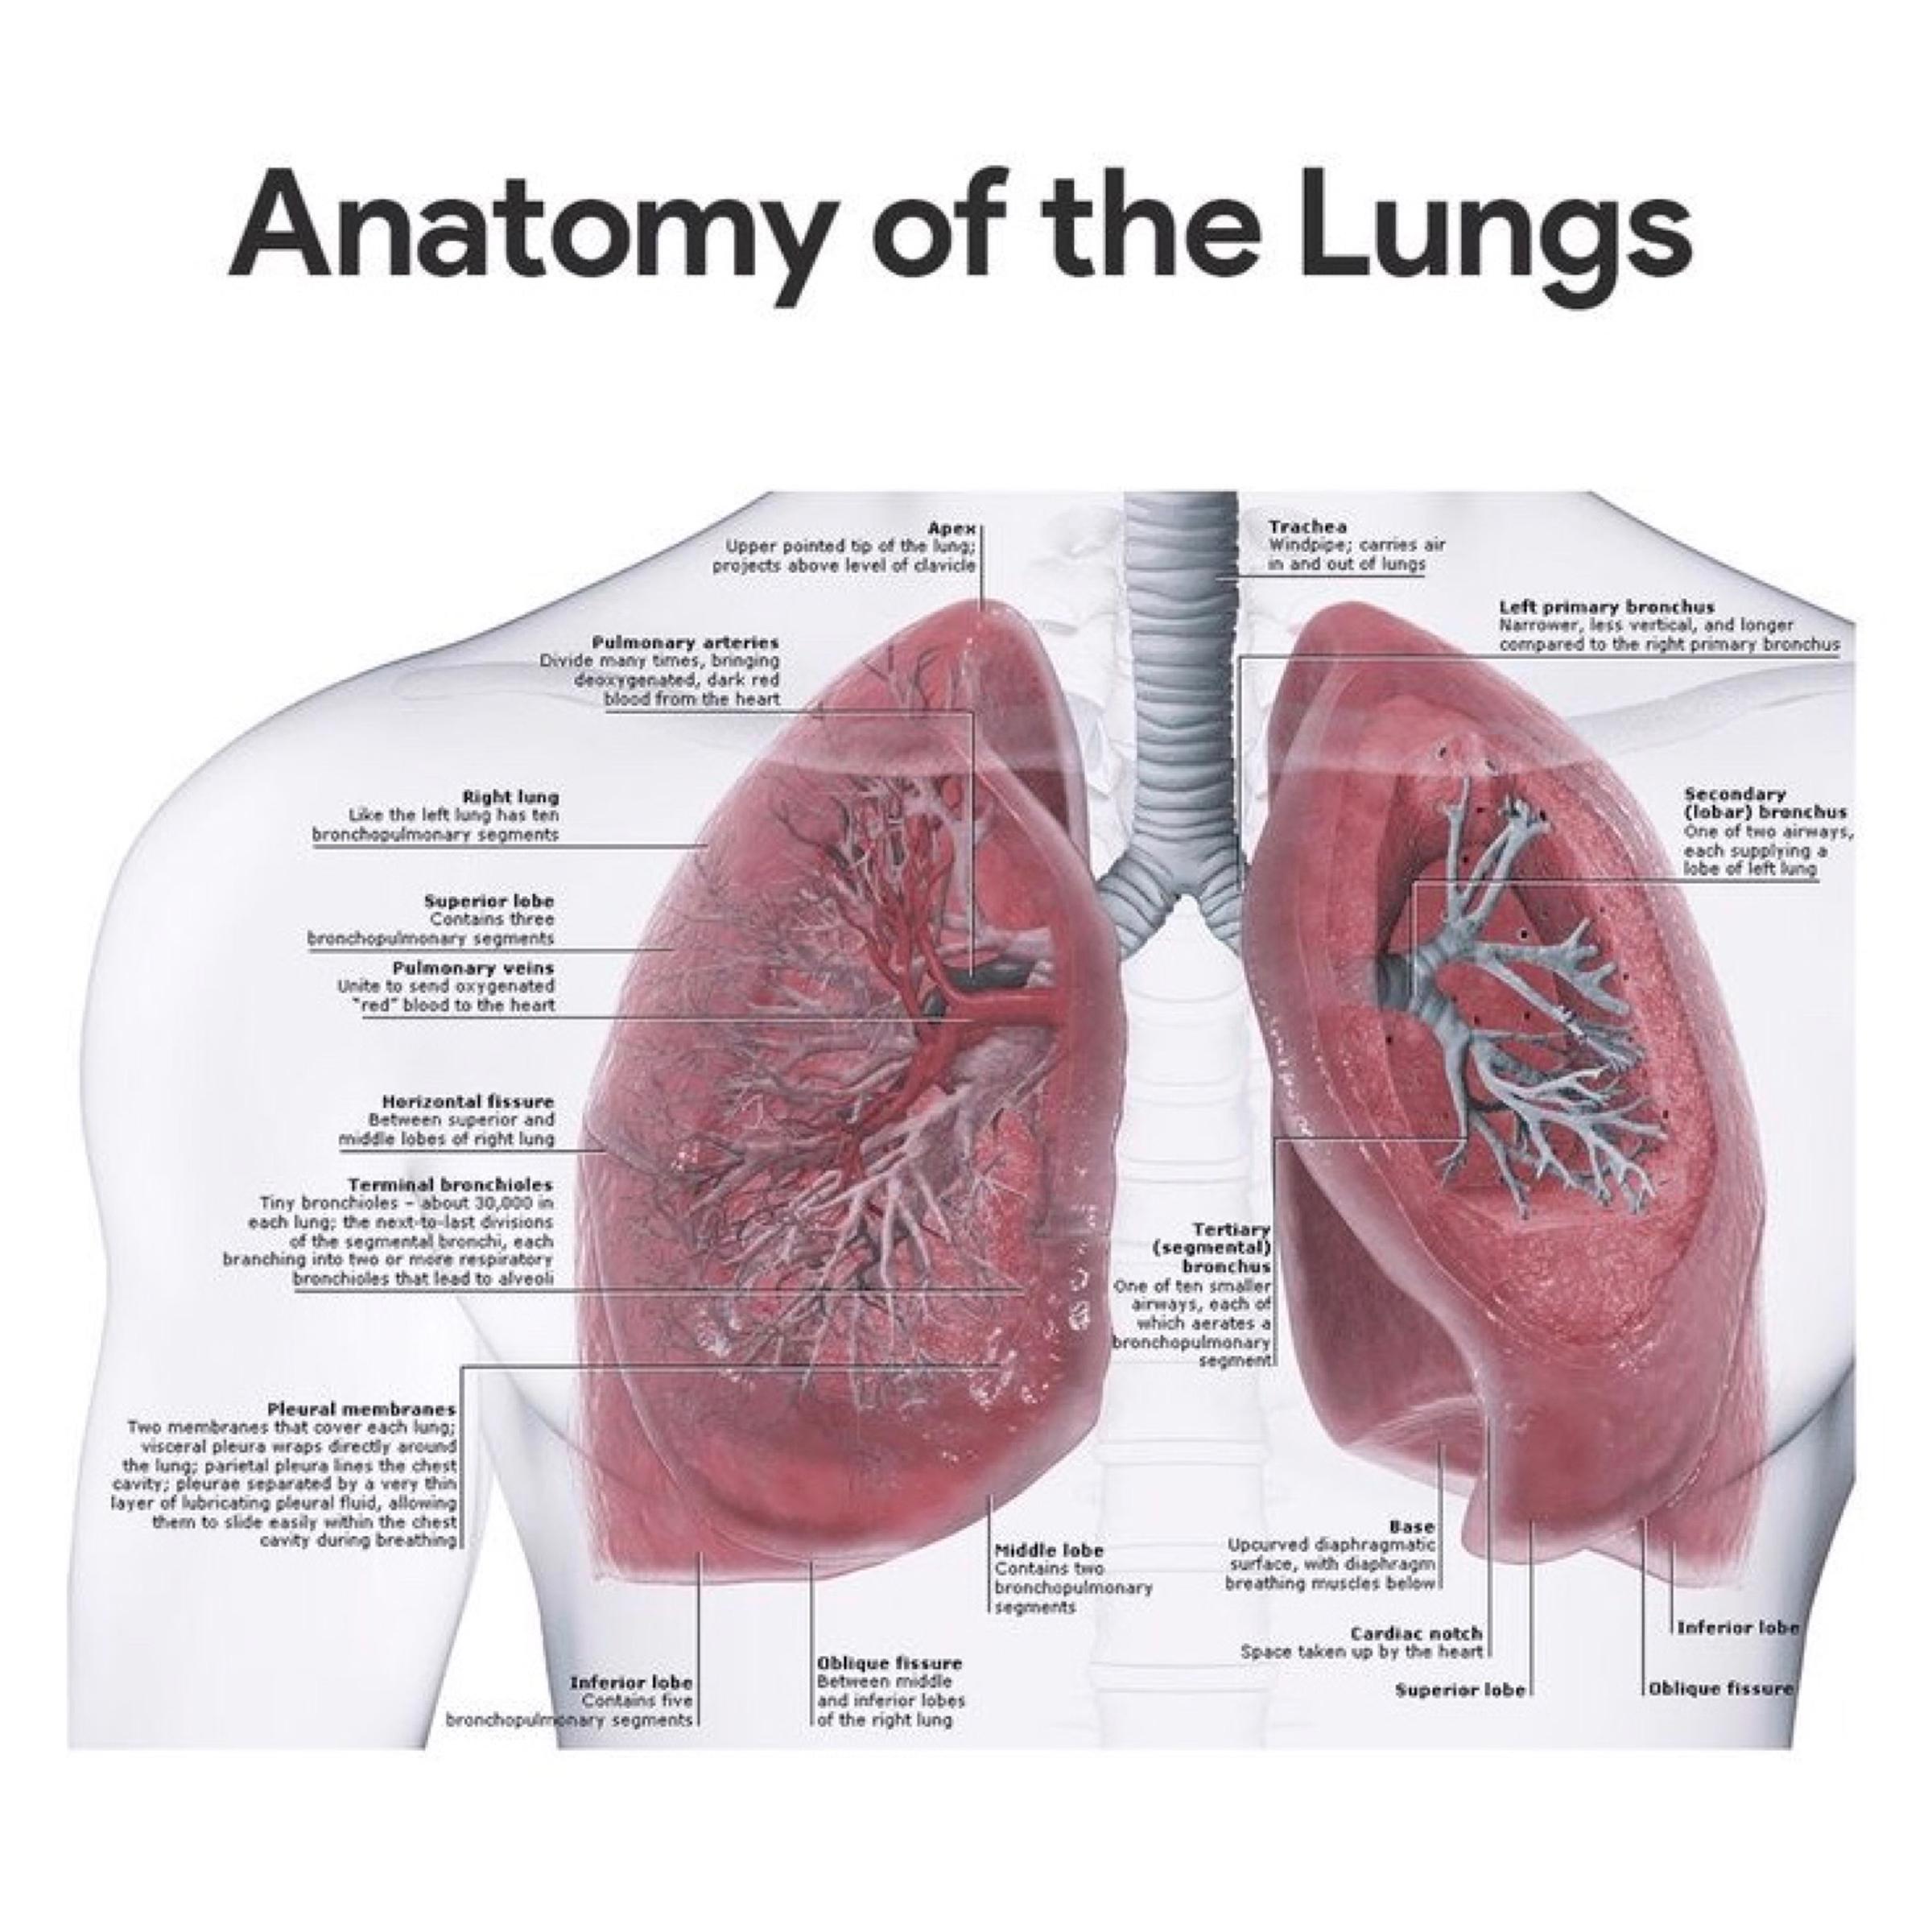 Anatomy of the Lungs
Apex
Upper pointed tip of the lung;
projects above level of clavicle
Trachea
Windpipe; carries air
in and out of lungs
Left primary bronchus
Narrower, less vertical, and longer
compared to the right primary bronchus
Pulmonary arteries
Divide many times, bringing
deoxygenated, dark red
blood from the heart
Right lung
Like the left lung has ten
bronchopulmonary segments
Secondary
(lobar) bronchus
One of two airways,
each supplying a
lobe of left lung
Superior lobe
Contains three
bronchopulmonary segments
Pulmonary veins
Unite to send oxygenated
"red" blood to the heart
Horizontal fissure
Between superior and
middle lobes of right lung
Terminal bronchioles
Tiny bronchioles - about 30,000 in
each lung; the next-to-last divisions
of the segmental bronchi, each
branching into two or more respiratory
bronchioles that lead to alveoli
Tertiary
(segmental)
bronchus
One of ten smaller
airways, each of
which aerates a
bronchopulmonary
segment
Pleural membranes
Two membranes that cover each lung;
visceral pleura wraps directly around
the lung; parietal pleura lines the chest
cavity; pleurae separated by a very thin
layer of lubricating pleural fluid, allowing
them to slide easily within the chest
cavity during breathing
Middle lobe
Contains two
bronchopulmonary
segments
Base
Upcurved diaphragmatic
surface, with diaphragm
breathing muscles below
Cardiac notch
Space taken up by the heart
Inferior lobe
Superior lobe
Oblique fissure
Inferior lobe
Contains five
bronchopulmonary segments
Oblique fissure
Between middle
and inferior lobes
of the right lung